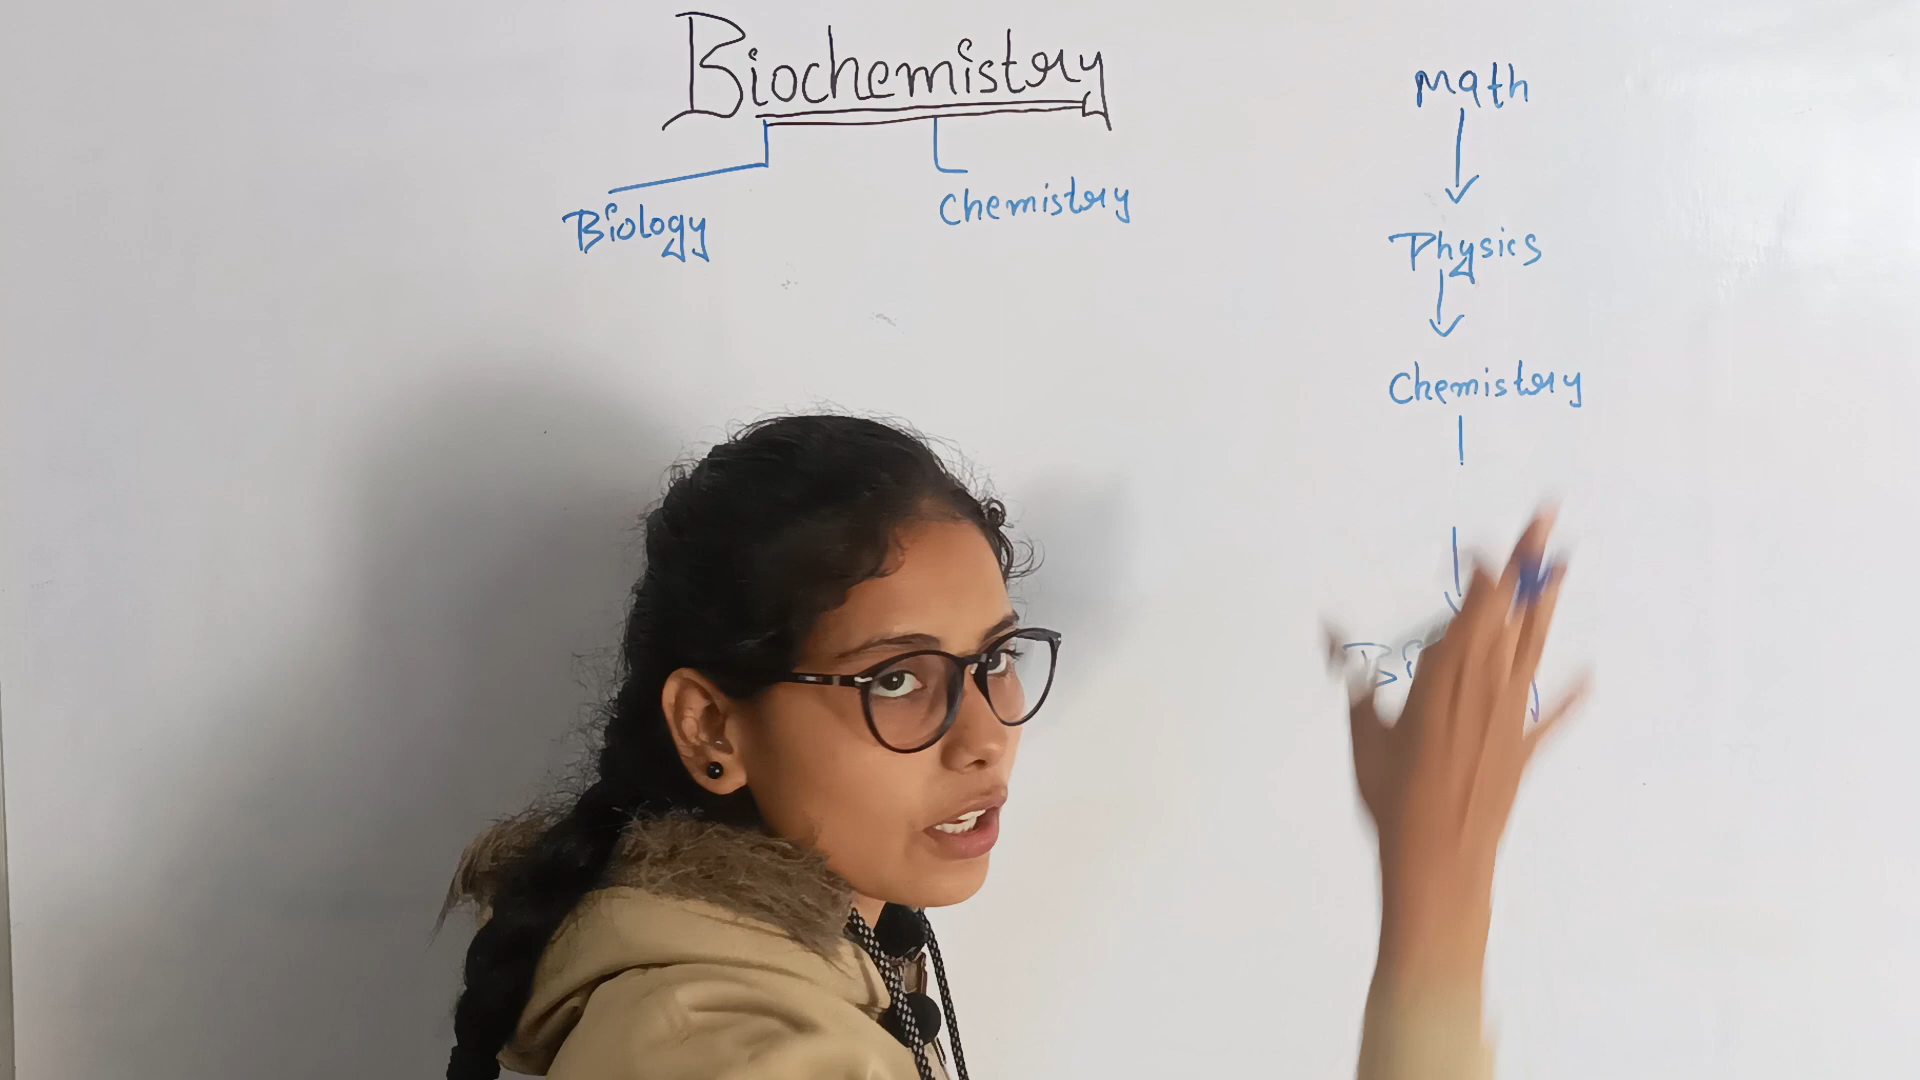 Biochemistry
Biology
Chemistry
Math
Physics
Chemistry